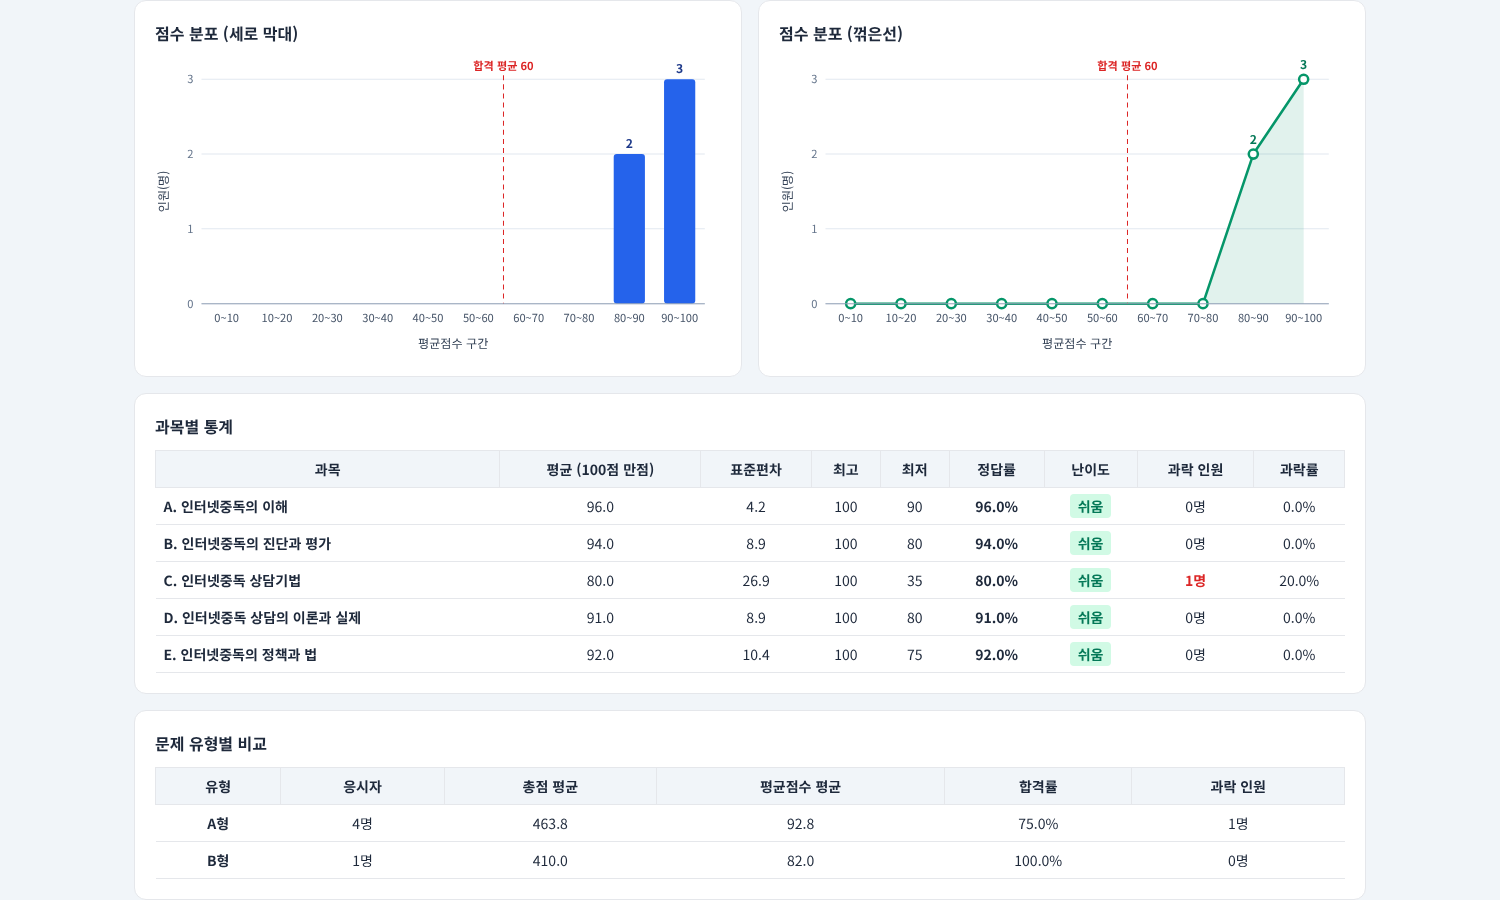 점수 분포 (세로 막대)
합격 평균 60
3
2
3
2
1
0
인원(명)
0~10 10~20 20~30 30~40 40~50 50~60 60~70 70~80 80~90 90~100
평균점수 구간
점수 분포 (꺾은선)
합격 평균 60
3
2
3
2
1
0
인원(명)
0~10 10~20 20~30 30~40 40~50 50~60 60~70 70~80 80~90 90~100
평균점수 구간
과목별 통계
과목 평균 (100점 만점) 표준편차 최고 최저 정답률 난이도 과락 인원 과락률
A. 인터넷중독의 이해 96.0 4.2 100 90 96.0% 쉬움 0명 0.0%
B. 인터넷중독의 진단과 평가 94.0 8.9 100 80 94.0% 쉬움 0명 0.0%
C. 인터넷중독 상담기법 80.0 26.9 100 35 80.0% 쉬움 1명 20.0%
D. 인터넷중독 상담의 이론과 실제 91.0 8.9 100 80 91.0% 쉬움 0명 0.0%
E. 인터넷중독의 정책과 법 92.0 10.4 100 75 92.0% 쉬움 0명 0.0%
문제 유형별 비교
유형 응시자 총점 평균 평균점수 평균 합격률 과락 인원
A형 4명 463.8 92.8 75.0% 1명
B형 1명 410.0 82.0 100.0% 0명